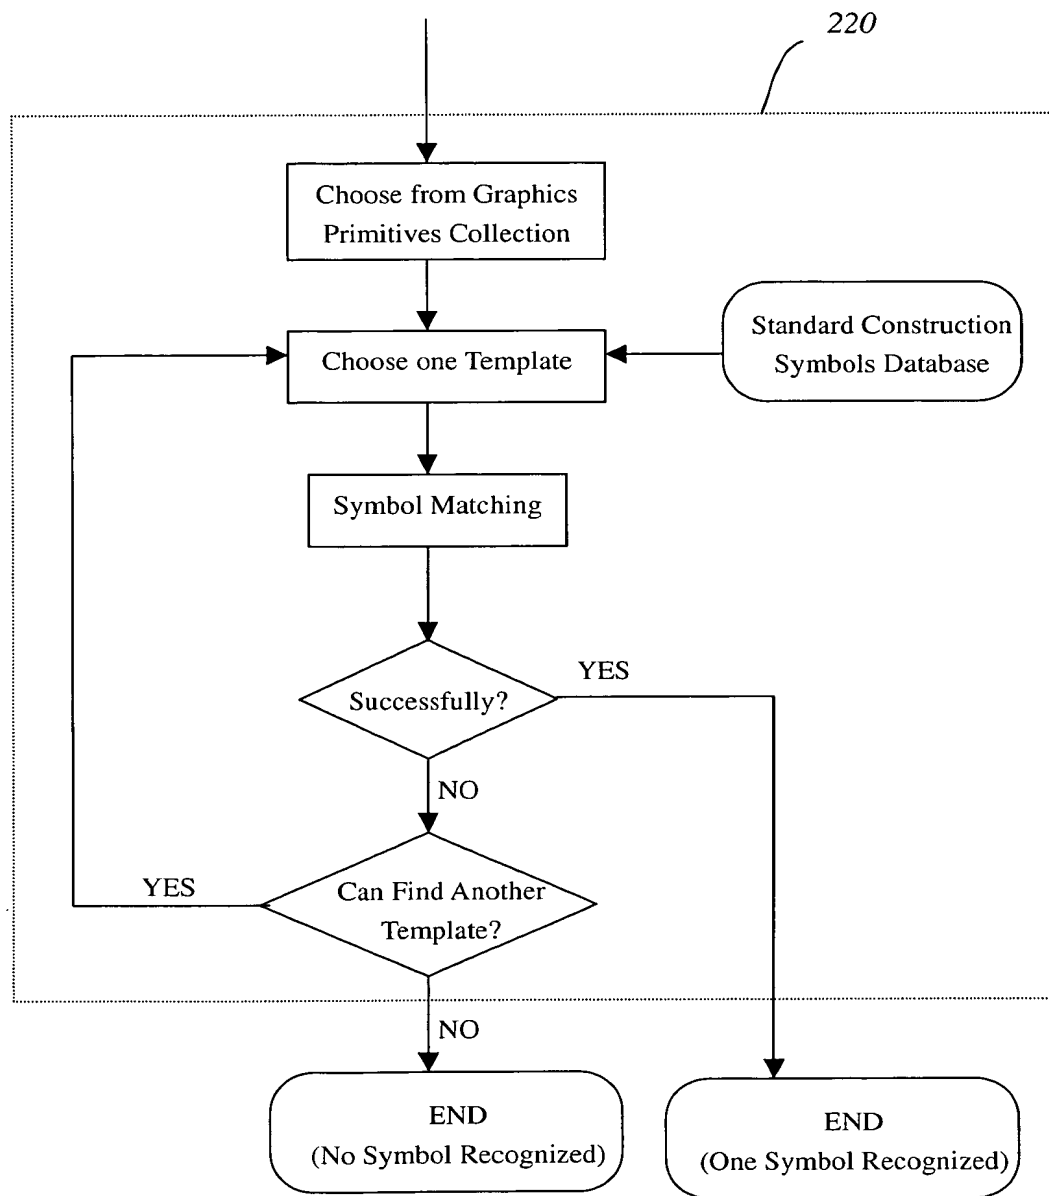 220
Choose from Graphics
Primitives Collection
Standard Construction
Symbols Database
Choose one Template
Symbol Matching
YES
Successfully?
NO
YES
Can Find Another
Template?
NO
END
(No Symbol Recognized)
END
(One Symbol Recognized)